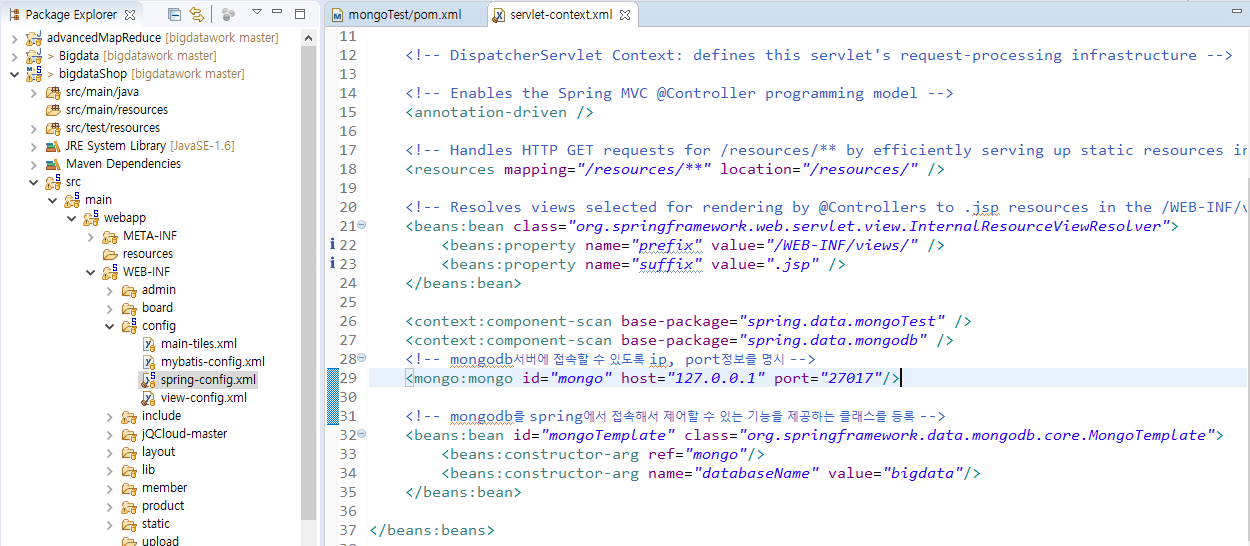 Package Explorer
advancedMapReduce [bigdatawork master]
> Bigdata [bigdatawork master]
> bigdataShop [bigdatawork master]
src/main/java
src/main/resources
src/test/resources
JRE System Library [JavaSE-1.6]
Maven Dependencies
src
main
webapp
META-INF
resources
WEB-INF
admin
board
config
main-tiles.xml
mybatis-config.xml
spring-config.xml
view-config.xml
include
jQCloud-master
layout
lib
member
product
static
upload
mongoTest/pom.xml
servlet-context.xml
11
12 <!-- DispatcherServlet Context: defines this servlet's request-processing infrastructure -->
13
14 <!-- Enables the Spring MVC @Controller programming model -->
15 <annotation-driven />
16
17 <!-- Handles HTTP GET requests for /resources/** by efficiently serving up static resources in
18 <resources mapping="/resources/**" location="/resources/" />
19
20 <!-- Resolves views selected for rendering by @Controllers to .jsp resources in the /WEB-INF/v
21 <beans:bean class="org.springframework.web.servlet.view.InternalResourceViewResolver">
22 <beans:property name="prefix" value="/WEB-INF/views/" />
23 <beans:property name="suffix" value=".jsp" />
24 </beans:bean>
25
26 <context:component-scan base-package="spring.data.mongoTest" />
27 <context:component-scan base-package="spring.data.mongodb" />
28 <!-- mongodb서버에 접속할 수 있도록 ip, port정보를 명시 -->
29 <mongo:mongo id="mongo" host="127.0.0.1" port="27017"/>
30
31 <!-- mongodb를 spring에서 접속해서 제어할 수 있는 기능을 제공하는 클래스를 등록 -->
32 <beans:bean id="mongoTemplate" class="org.springframework.data.mongodb.core.MongoTemplate">
33 <beans:constructor-arg ref="mongo"/>
34 <beans:constructor-arg name="databaseName" value="bigdata"/>
35 </beans:bean>
36
37 </beans:beans>